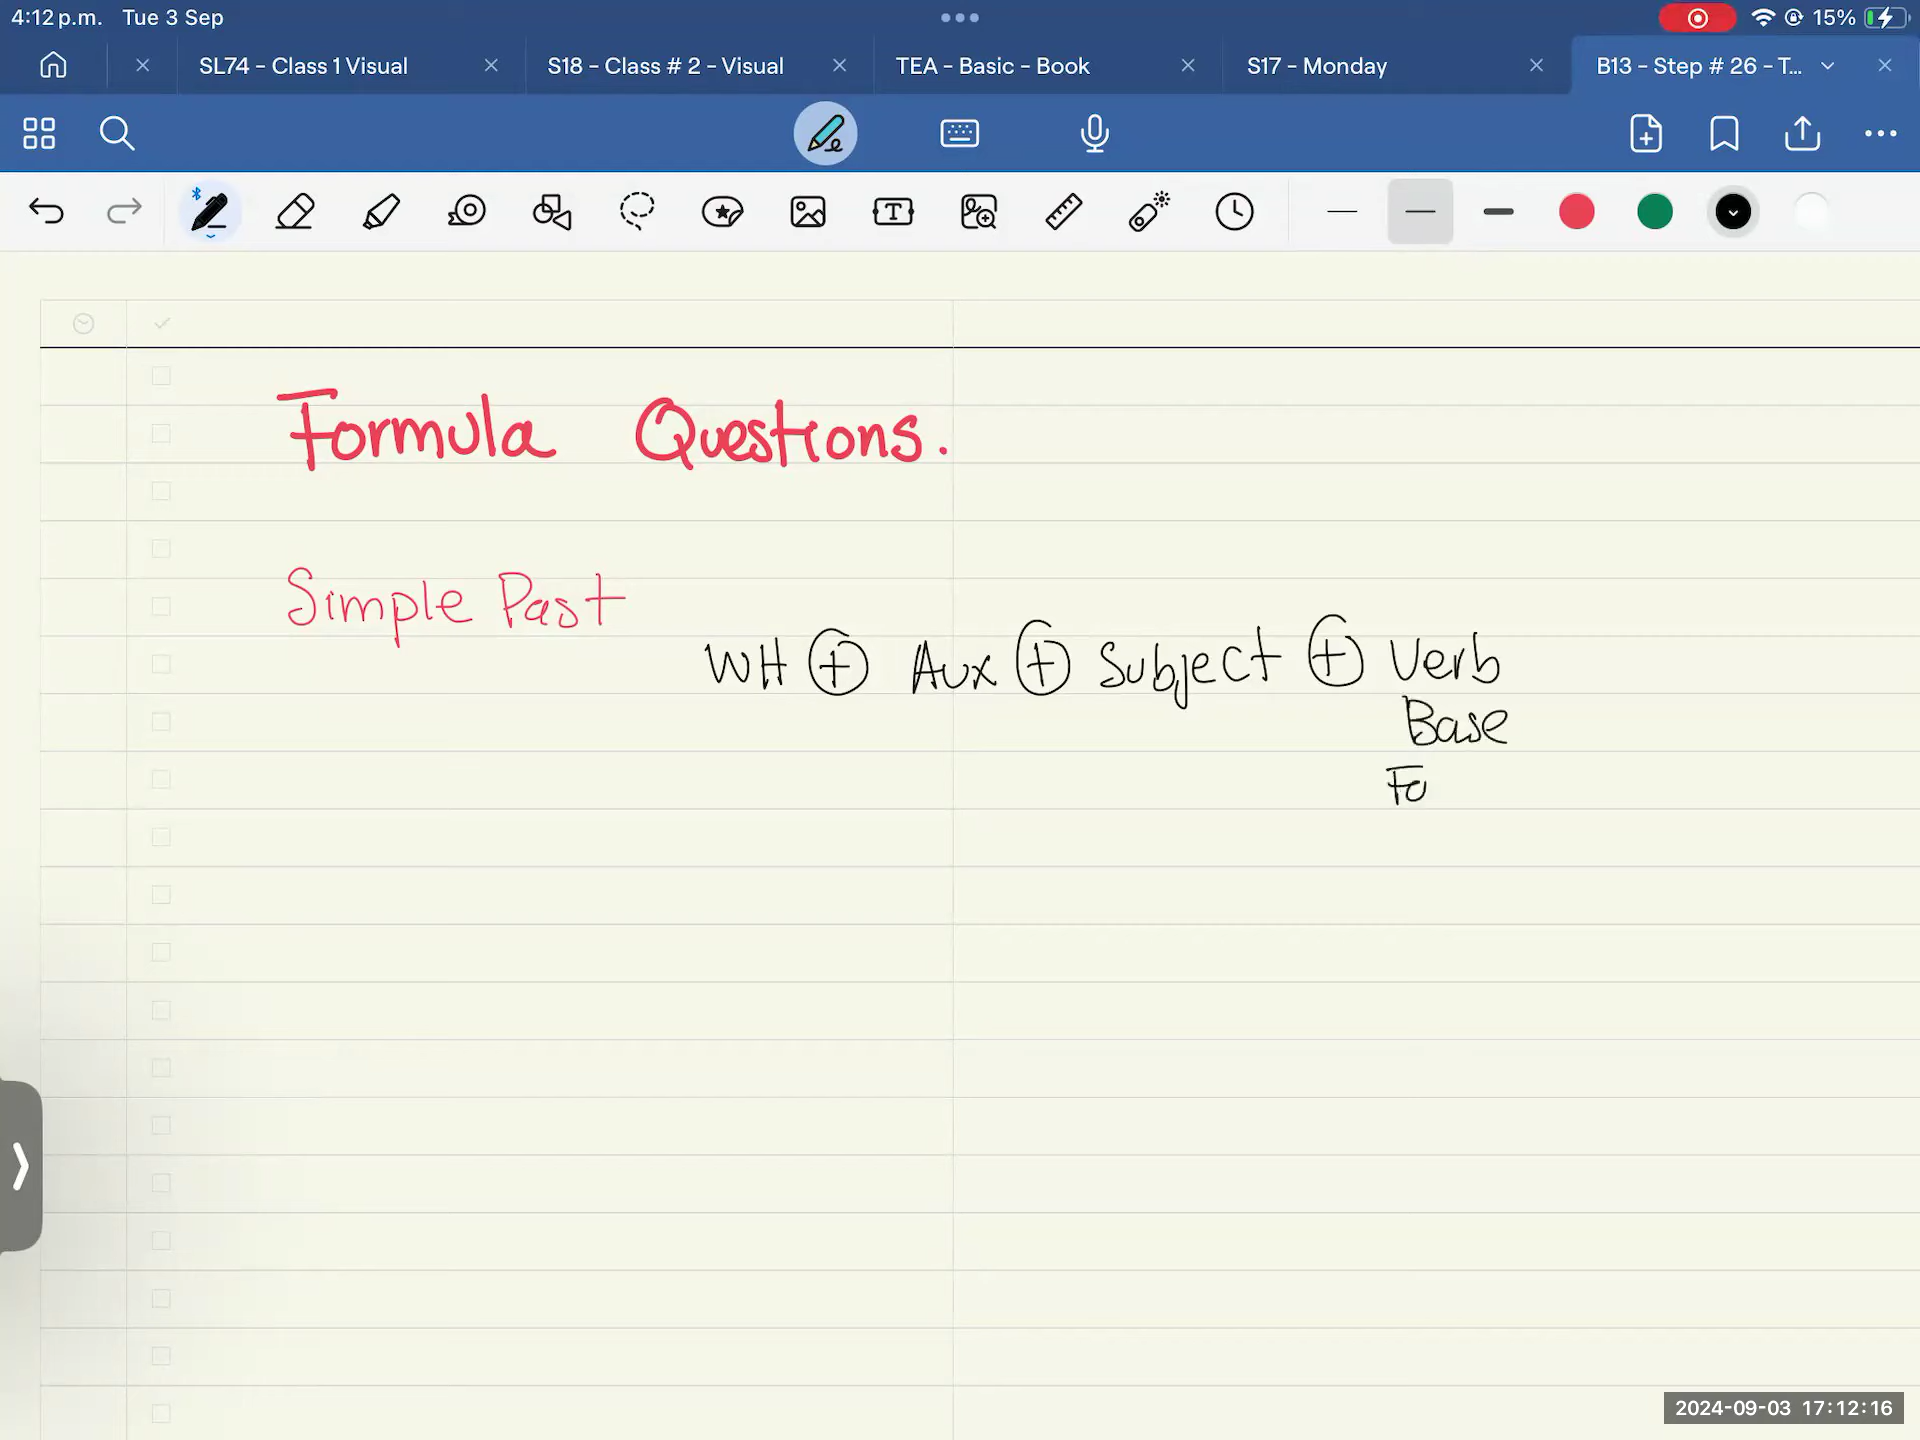 4:12 p.m. Tue 3 Sep 15%
SL74 - Class 1 Visual S18 - Class # 2 - Visual TEA - Basic - Book S17 - Monday B13 - Step # 26 - T...
Formula Questions.
Simple Past
WH + Aux + Subject + Verb
Base
Fo
2024-09-03 17:12:16